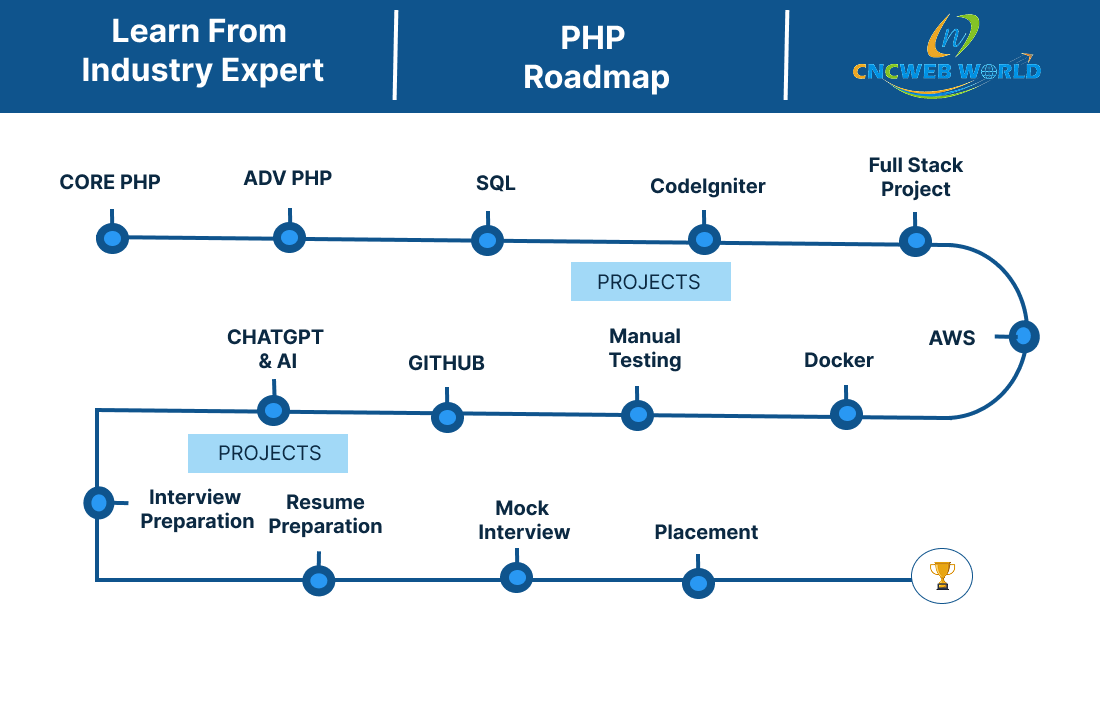 Learn From
Industry Expert
PHP
Roadmap
n
CNCWEB WORLD
CORE PHP
ADV PHP
SQL
CodeIgniter
Full Stack
Project
PROJECTS
AWS
CHATGPT
& AI
GITHUB
Manual
Testing
Docker
PROJECTS
Interview
Preparation
Resume
Preparation
Mock
Interview
Placement